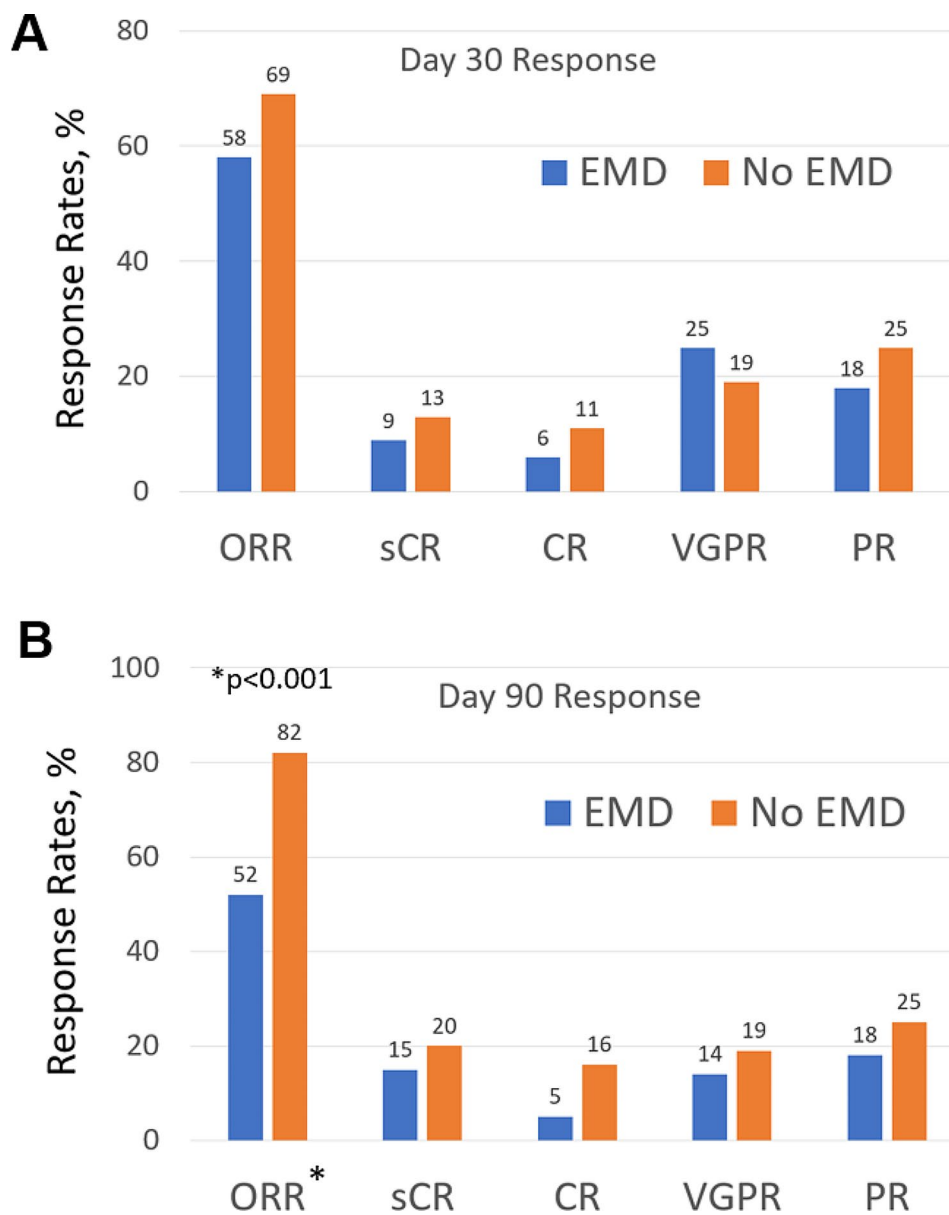 A
Day 30 Response
EMD No EMD
Response Rates, %
80
60
40
20
0
58 69
9 13
6 11
25 19
18 25
ORR sCR CR VGPR PR
B
*p<0.001
Day 90 Response
EMD No EMD
Response Rates, %
100
80
60
40
20
0
52 82
15 20
5 16
14 19
18 25
ORR* sCR CR VGPR PR